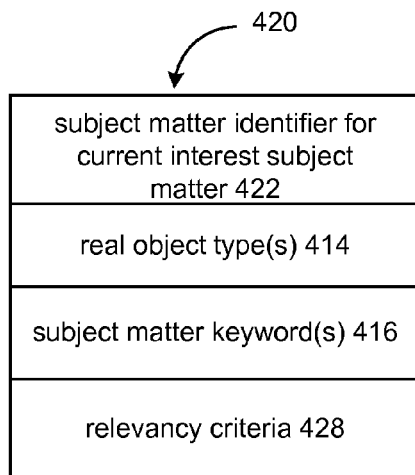 420
subject matter identifier for
current interest subject
matter 422
real object type(s) 414
subject matter keyword(s) 416
relevancy criteria 428